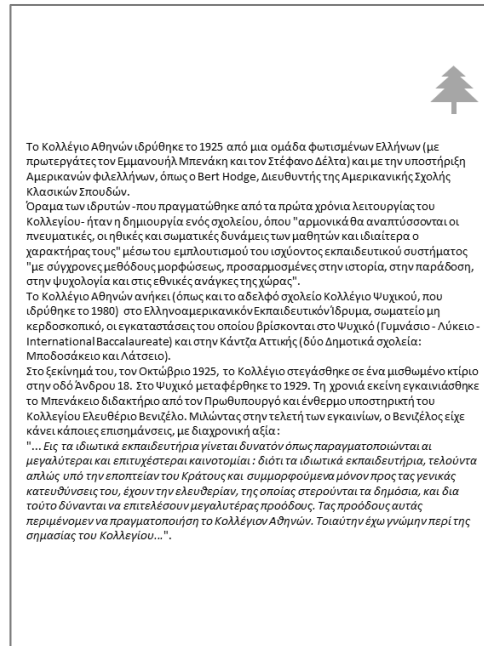 Το Κολλέγιο Αθηνών ιδρύθηκε το 1925 από μια ομάδα φωτισμένων Ελλήνων (με
πρωτεργάτες τον Εμμανουήλ Μπενάκη και τον Στέφανο Δέλτα) και με την υποστήριξη
Αμερικανών φιλελλήνων, όπως ο Bert Hodge, Διευθυντής της Αμερικανικής Σχολής
Κλασικών Σπουδών.
Όραμα των ιδρυτών -που πραγματώθηκε από τα πρώτα χρόνια λειτουργίας του
Κολλεγίου- ήταν η δημιουργία ενός σχολείου, όπου "αρμονικά θα αναπτύσσονται οι
πνευματικές, οι ηθικές και σωματικές δυνάμεις των μαθητών και ιδιαίτερα ο
χαρακτήρας τους" μέσω του εμπλουτισμού του ισχύοντος εκπαιδευτικού συστήματος
"με σύγχρονες μεθόδους μορφώσεως, προσαρμοσμένες στην ιστορία, στην παράδοση,
στην ψυχολογία και στις εθνικές ανάγκες της χώρας".
Το Κολλέγιο Αθηνών ανήκει (όπως και το αδελφό σχολείο Κολλέγιο Ψυχικού, που
ιδρύθηκε το 1980) στο Ελληνοαμερικανικόν Εκπαιδευτικόν Ίδρυμα, σωματείο μη
κερδοσκοπικό, οι εγκαταστάσεις του οποίου βρίσκονται στο Ψυχικό (Γυμνάσιο - Λύκειο -
International Baccalaureate) και στην Κάντζα Αττικής (δύο Δημοτικά σχολεία:
Μποδοσάκειο και Λάτσειο).
Στο ξεκίνημά του, τον Οκτώβριο 1925, το Κολλέγιο στεγάσθηκε σε ένα μισθωμένο κτίριο
στην οδό Άνδρου 18. Στο Ψυχικό μεταφέρθηκε το 1929. Τη χρονιά εκείνη εγκαινιάσθηκε
το Μπενάκειο διδακτήριο από τον Πρωθυπουργό και ένθερμο υποστηρικτή του
Κολλεγίου Ελευθέριο Βενιζέλο. Μιλώντας στην τελετή των εγκαινίων, ο Βενιζέλος είχε
κάνει κάποιες επισημάνσεις, με διαχρονική αξία :
"... Εις τα ιδιωτικά εκπαιδευτήρια γίνεται δυνατόν όπως παραγματοποιώνται αι
μεγαλύτεραι και επιτυχέστεραι καινοτομίαι : διότι τα ιδιωτικά εκπαιδευτήρια, τελούντα
απλώς υπό την εποπτείαν του Κράτους και συμμορφούμενα μόνον προς τας γενικάς
κατευθύνσεις του, έχουν την ελευθερίαν, της οποίας στερούνται τα δημόσια, και δια
τούτο δύνανται να επιτελέσουν μεγαλυτέρας προόδους. Τας προόδους αυτάς
περιμένομεν να πραγματοποιήση το Κολλέγιον Αθηνών. Τοιαύτην έχω γνώμην περί της
σημασίας του Κολλεγίου...".